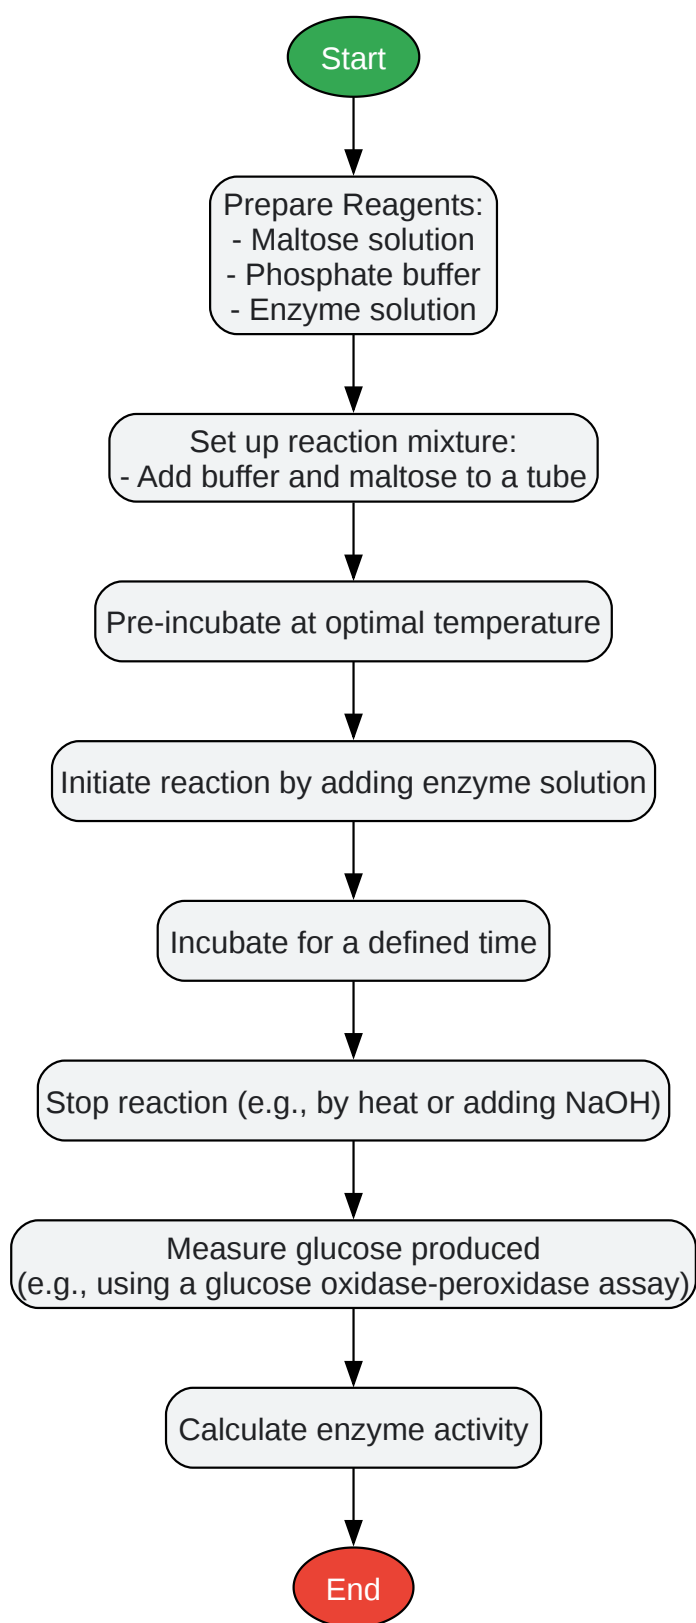 Start
Prepare Reagents:
- Maltose solution
- Phosphate buffer
- Enzyme solution
Set up reaction mixture:
- Add buffer and maltose to a tube
Pre-incubate at optimal temperature
Initiate reaction by adding enzyme solution
Incubate for a defined time
Stop reaction (e.g., by heat or adding NaOH)
Measure glucose produced
(e.g., using a glucose oxidase-peroxidase assay)
Calculate enzyme activity
End